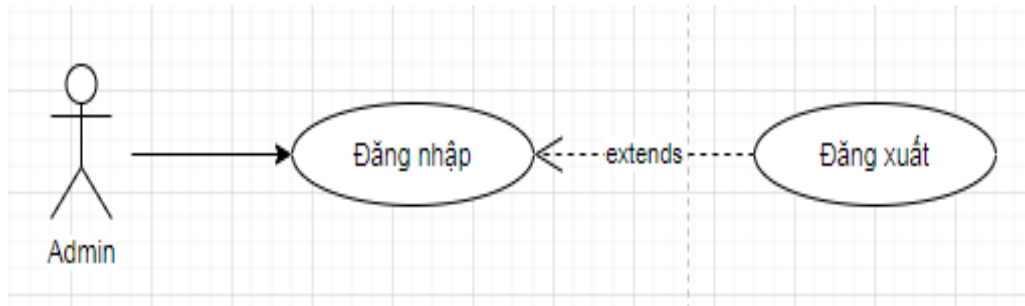 Đăng nhập
extends
Đăng xuất
Admin